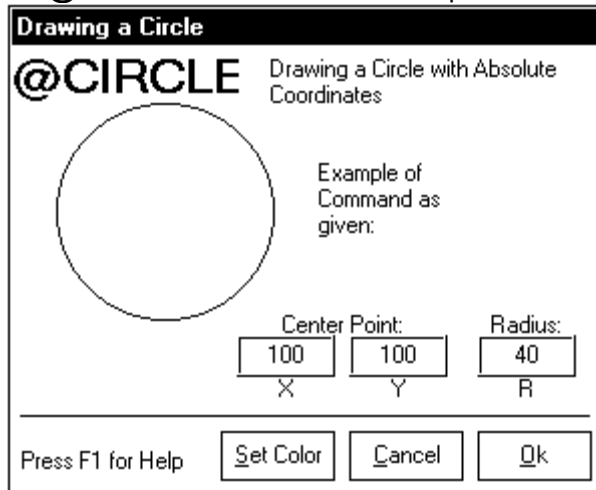 Drawing a Circle
@CIRCLE
Drawing a Circle with Absolute
Coordinates
Example of
Command as
given:
Center Point:
Radius:
100
100
40
X
Y
R
Press F1 for Help
Set Color
Cancel
Ok